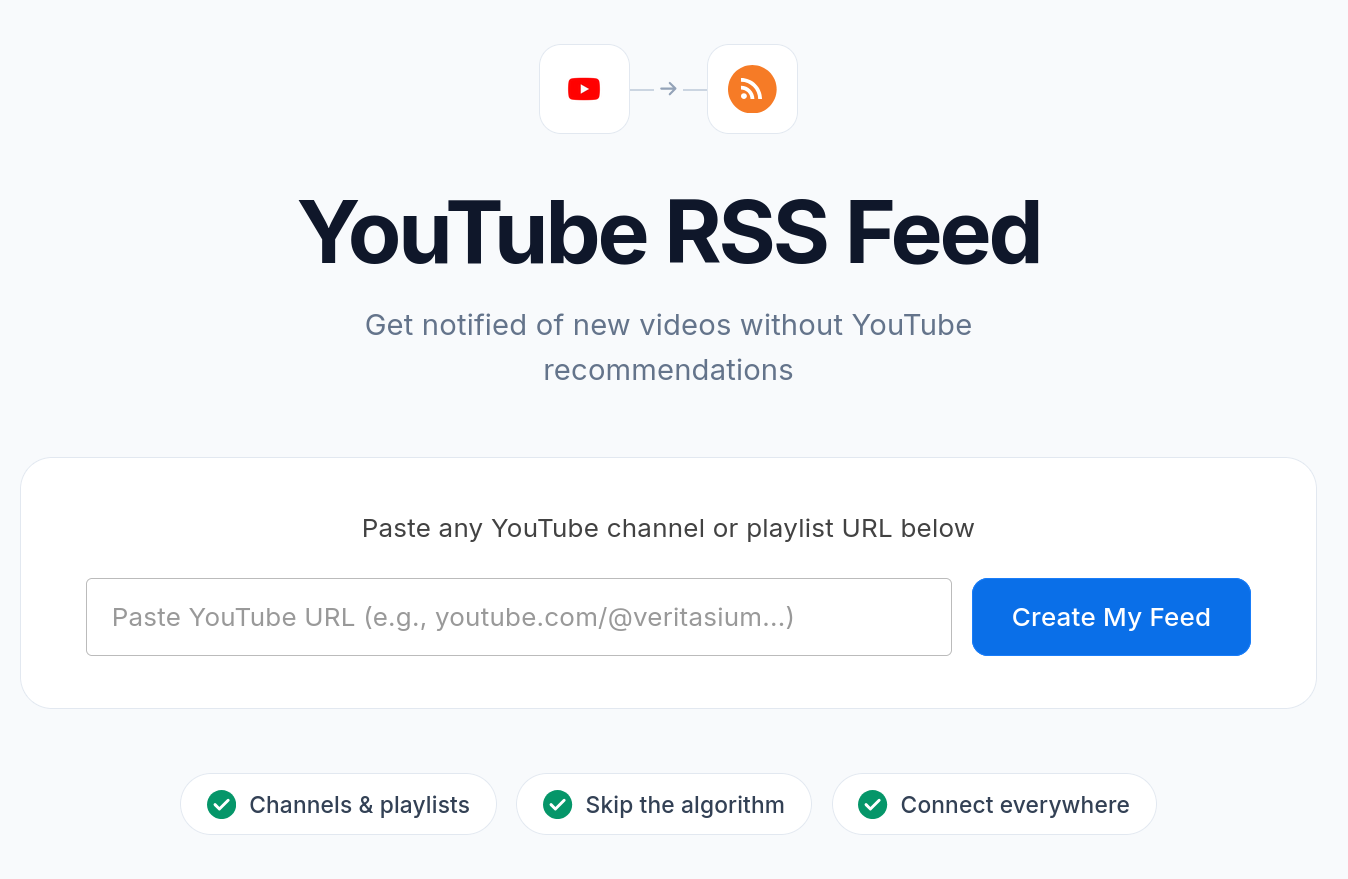 YouTube RSS Feed
Get notified of new videos without YouTube
recommendations
Paste any YouTube channel or playlist URL below
Paste YouTube URL (e.g., youtube.com/@veritasium...)
Create My Feed
Channels & playlists
Skip the algorithm
Connect everywhere